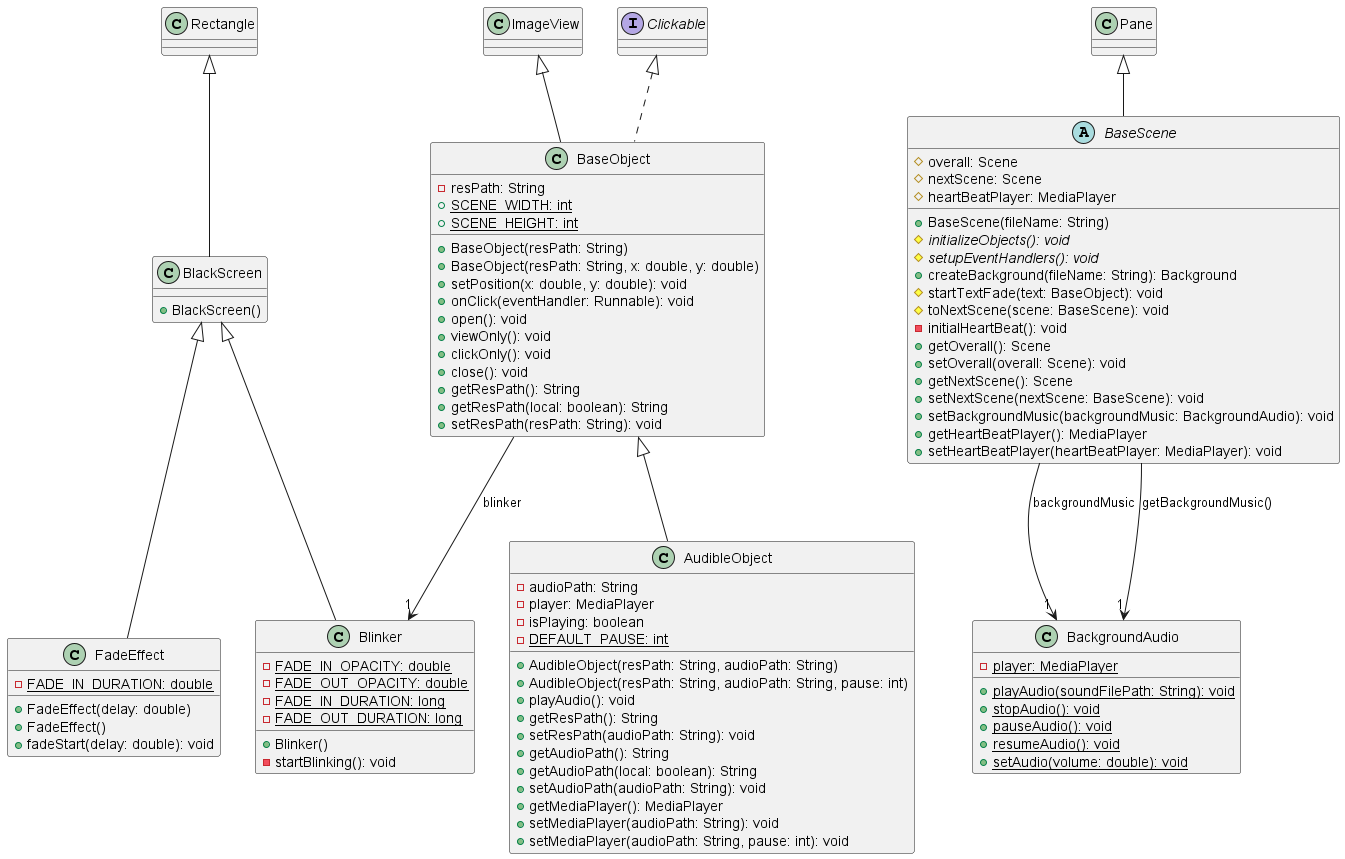 C Rectangle
C ImageView
I Clickable
C Pane
A BaseScene
overall: Scene
nextScene: Scene
heartBeatPlayer: MediaPlayer
BaseScene(fileName: String)
initializeObjects(): void
setupEventHandlers(): void
createBackground(fileName: String): Background
startTextFade(text: BaseObject): void
toNextScene(scene: BaseScene): void
initialHeartBeat(): void
getOverall(): Scene
setOverall(overall: Scene): void
getNextScene(): Scene
setNextScene(nextScene: BaseScene): void
setBackgroundMusic(backgroundMusic: BackgroundAudio): void
getHeartBeatPlayer(): MediaPlayer
setHeartBeatPlayer(heartBeatPlayer: MediaPlayer): void
C BaseObject
resPath: String
SCENE_WIDTH: int
SCENE_HEIGHT: int
BaseObject(resPath: String)
BaseObject(resPath: String, x: double, y: double)
setPosition(x: double, y: double): void
onClick(eventHandler: Runnable): void
open(): void
viewOnly(): void
clickOnly(): void
close(): void
getResPath(): String
getResPath(local: boolean): String
setResPath(resPath: String): void
C BlackScreen
BlackScreen()
blinker
1
backgroundMusic
1
getBackgroundMusic()
1
C FadeEffect
FADE_IN_DURATION: double
FadeEffect(delay: double)
FadeEffect()
fadeStart(delay: double): void
C Blinker
FADE_IN_OPACITY: double
FADE_OUT_OPACITY: double
FADE_IN_DURATION: long
FADE_OUT_DURATION: long
Blinker()
startBlinking(): void
C AudibleObject
audioPath: String
player: MediaPlayer
isPlaying: boolean
DEFAULT_PAUSE: int
AudibleObject(resPath: String, audioPath: String)
AudibleObject(resPath: String, audioPath: String, pause: int)
playAudio(): void
getResPath(): String
setResPath(audioPath: String): void
getAudioPath(): String
getAudioPath(local: boolean): String
setAudioPath(audioPath: String): void
getMediaPlayer(): MediaPlayer
setMediaPlayer(audioPath: String): void
setMediaPlayer(audioPath: String, pause: int): void
C BackgroundAudio
player: MediaPlayer
playAudio(soundFilePath: String): void
stopAudio(): void
pauseAudio(): void
resumeAudio(): void
setAudio(volume: double): void